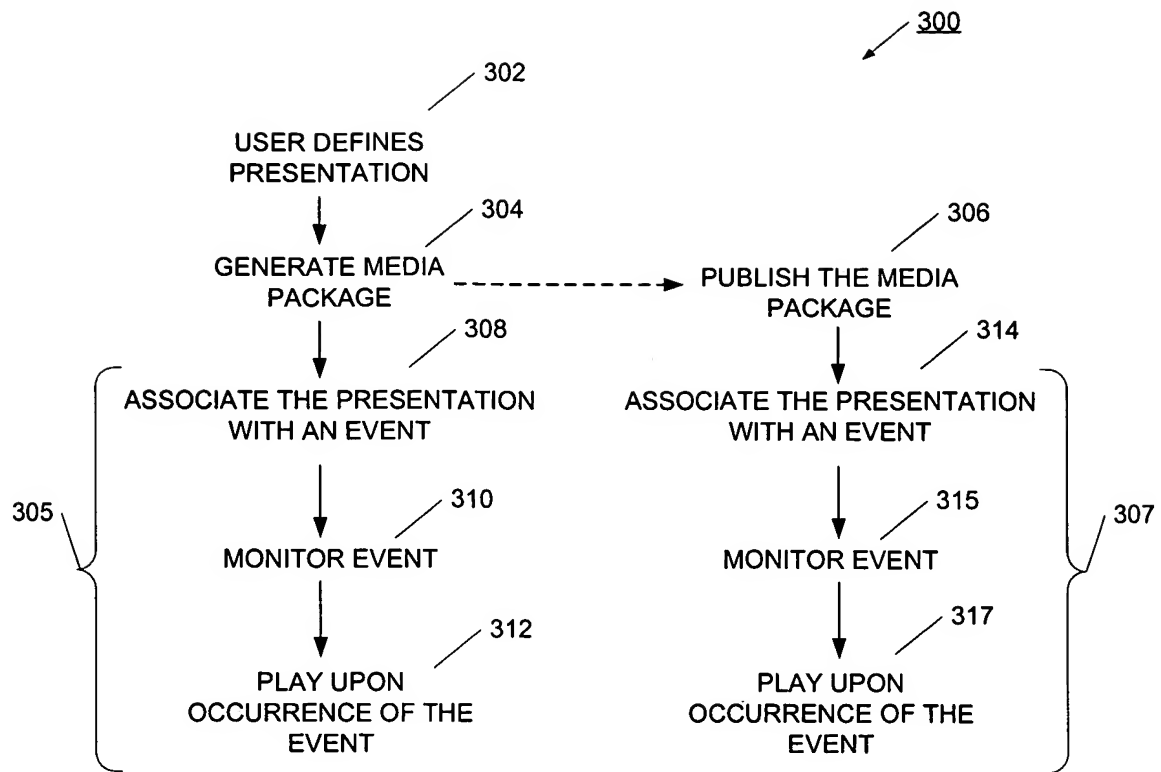 300
302
USER DEFINES
PRESENTATION
304
GENERATE MEDIA
PACKAGE
306
PUBLISH THE MEDIA
PACKAGE
308
ASSOCIATE THE PRESENTATION
WITH AN EVENT
314
ASSOCIATE THE PRESENTATION
WITH AN EVENT
305
310
MONITOR EVENT
315
MONITOR EVENT
307
312
PLAY UPON
OCCURRENCE OF THE
EVENT
317
PLAY UPON
OCCURRENCE OF THE
EVENT